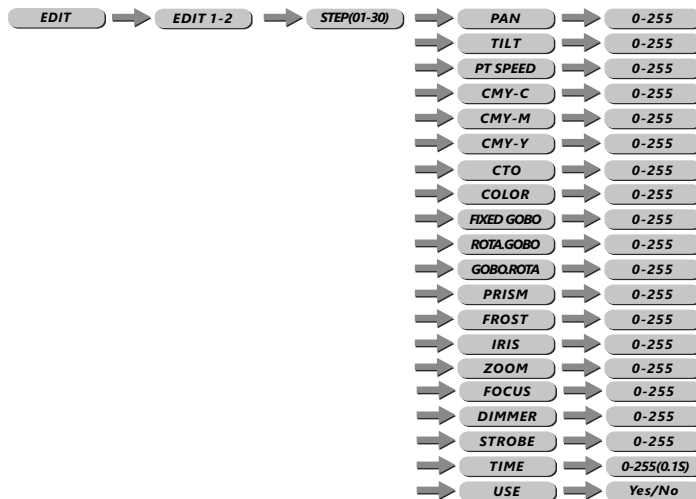 EDIT EDIT 1-2 STEP(01-30) PAN 0-255
TILT 0-255
PT SPEED 0-255
CMY-C 0-255
CMY-M 0-255
CMY-Y 0-255
CTO 0-255
COLOR 0-255
FIXED GOBO 0-255
ROTA.GOBO 0-255
GOBO.ROTA 0-255
PRISM 0-255
FROST 0-255
IRIS 0-255
ZOOM 0-255
FOCUS 0-255
DIMMER 0-255
STROBE 0-255
TIME 0-255(0.1S)
USE Yes/No